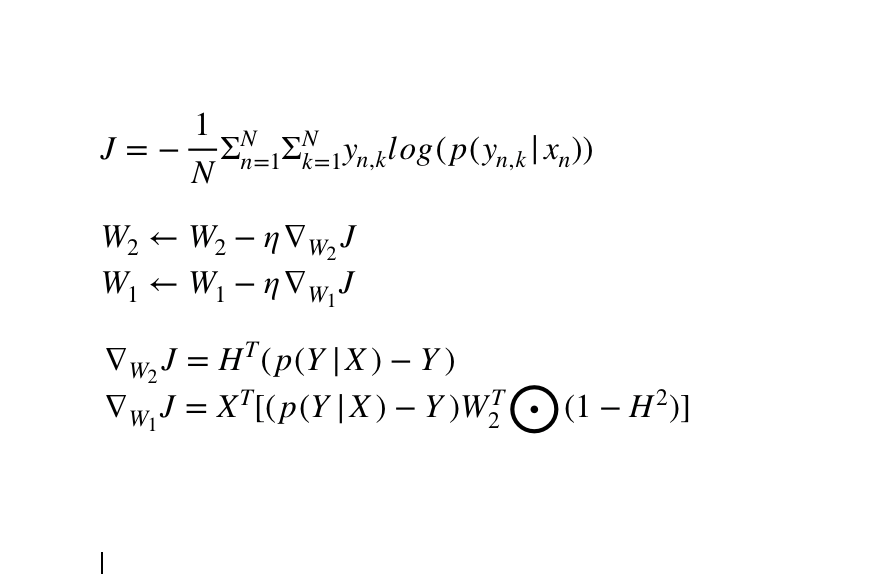 J = − 1/N Σ_{n=1}^{N} Σ_{k=1}^{N} y_{n,k} log(p(y_{n,k} | x_n))
W_2 ← W_2 − η ∇_{W_2} J
W_1 ← W_1 − η ∇_{W_1} J
∇_{W_2} J = H^T (p(Y | X) − Y)
∇_{W_1} J = X^T [(p(Y | X) − Y) W_2^T ⨀ (1 − H^2)]